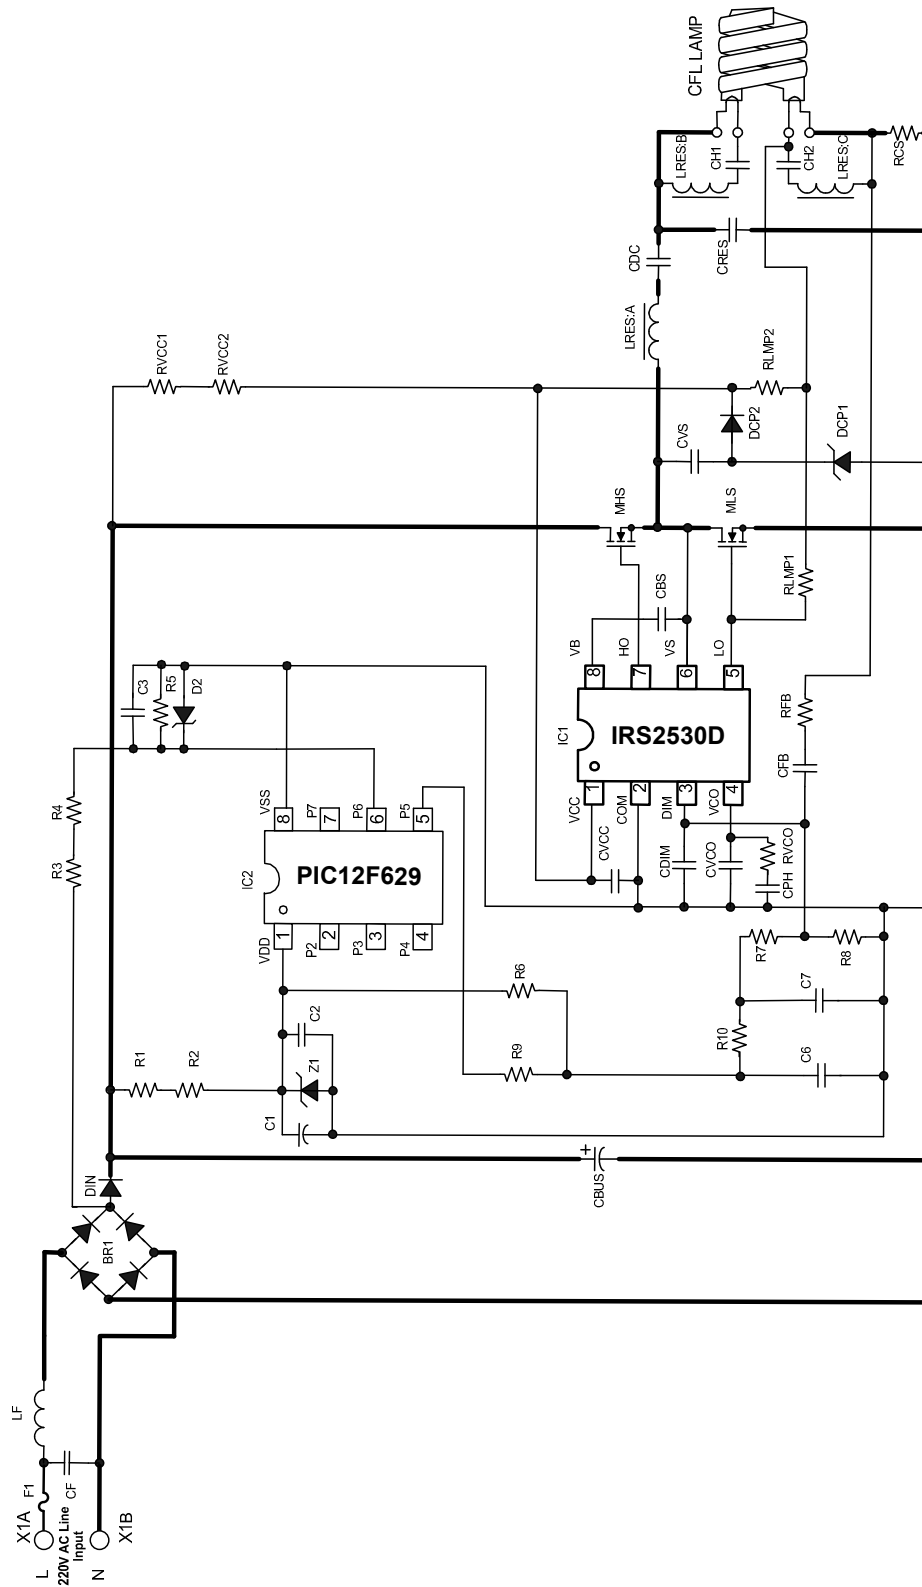 X1A
L
220V AC Line
Input
N
X1B
F1
CF
LF
BR1
DIN
R3
R4
R1
R2
C1
Z1
C2
CBUS
+
IC2
PIC12F629
1
2
3
4
5
6
7
8
VDD
P2
P3
P4
P5
P6
P7
VSS
C3
R5
D2
R6
R9
R10
C6
C7
R7
R8
RVCC1
RVCC2
IC1
IRS2530D
1
2
3
4
5
6
7
8
VCC
COM
DIM
VCO
LO
VS
HO
VB
CVCC
CDIM
CVCO
CPH
RVCO
CFB
RFB
CBS
MHS
MLS
RLMP1
CVS
DCP2
DCP1
RLMP2
LRES:A
CDC
CRES
LRES:B
CH1
CH2
LRES:C
RCS
CFL LAMP